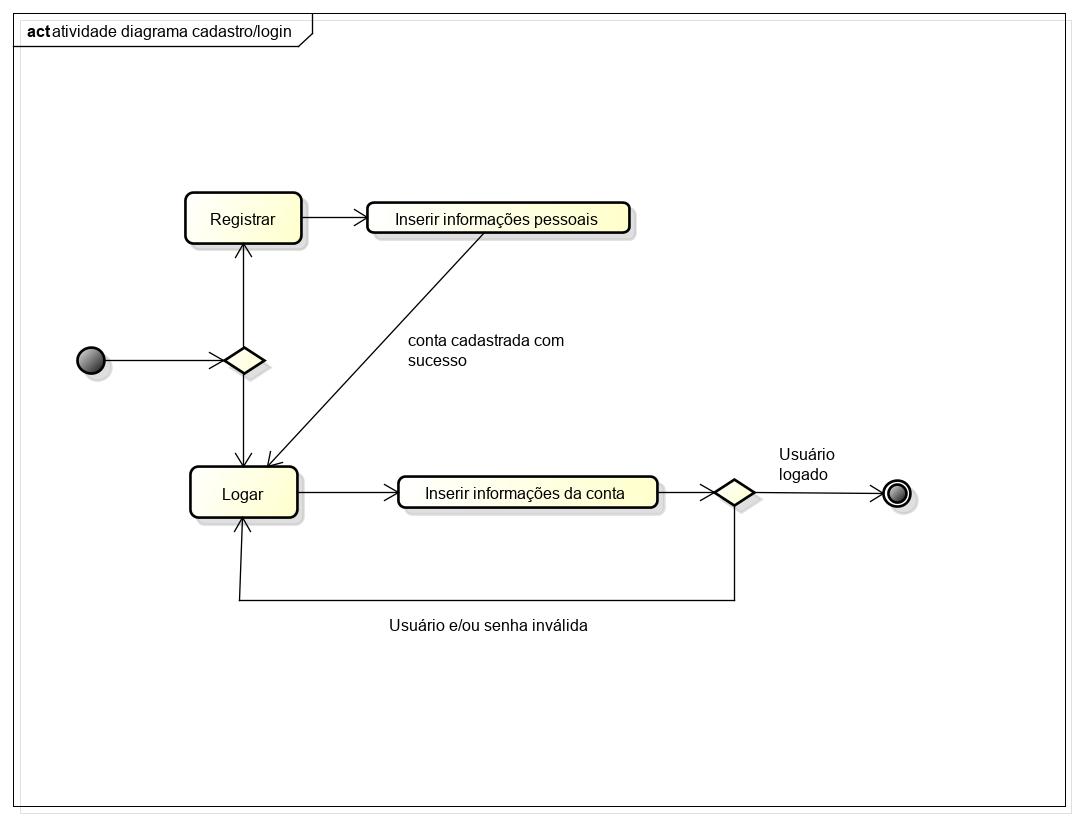 act atividade diagrama cadastro/login
Registrar
Inserir informações pessoais
conta cadastrada com
sucesso
Usuário
logado
Logar
Inserir informações da conta
Usuário e/ou senha inválida